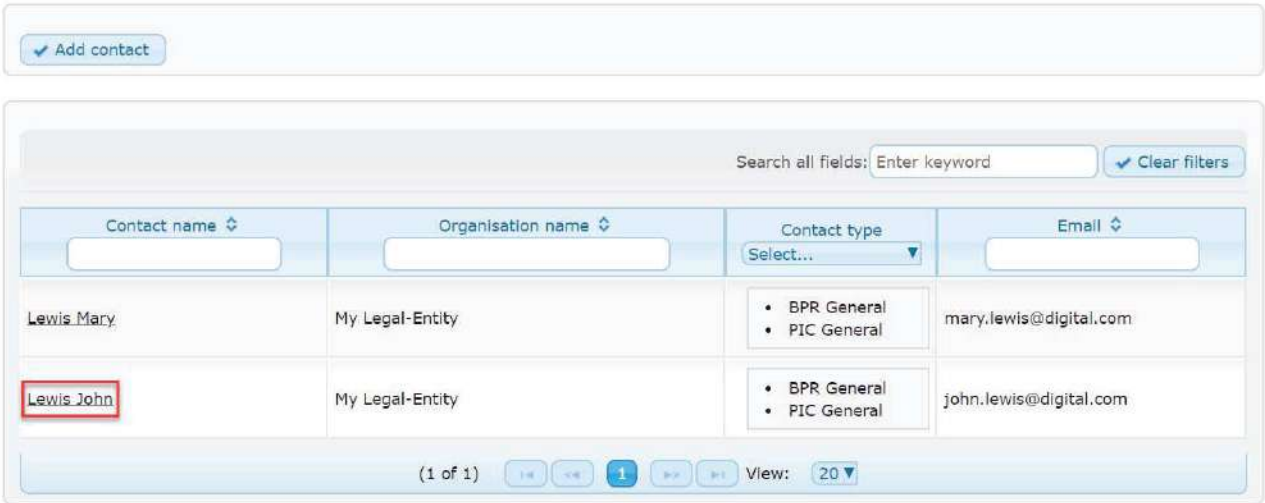 Add contact
Search all fields: Enter keyword Clear filters
Contact name Organisation name Contact type Email
Select...
Lewis Mary My Legal-Entity • BPR General mary.lewis@digital.com
• PIC General
Lewis John My Legal-Entity • BPR General john.lewis@digital.com
• PIC General
(1 of 1) 1 View: 20